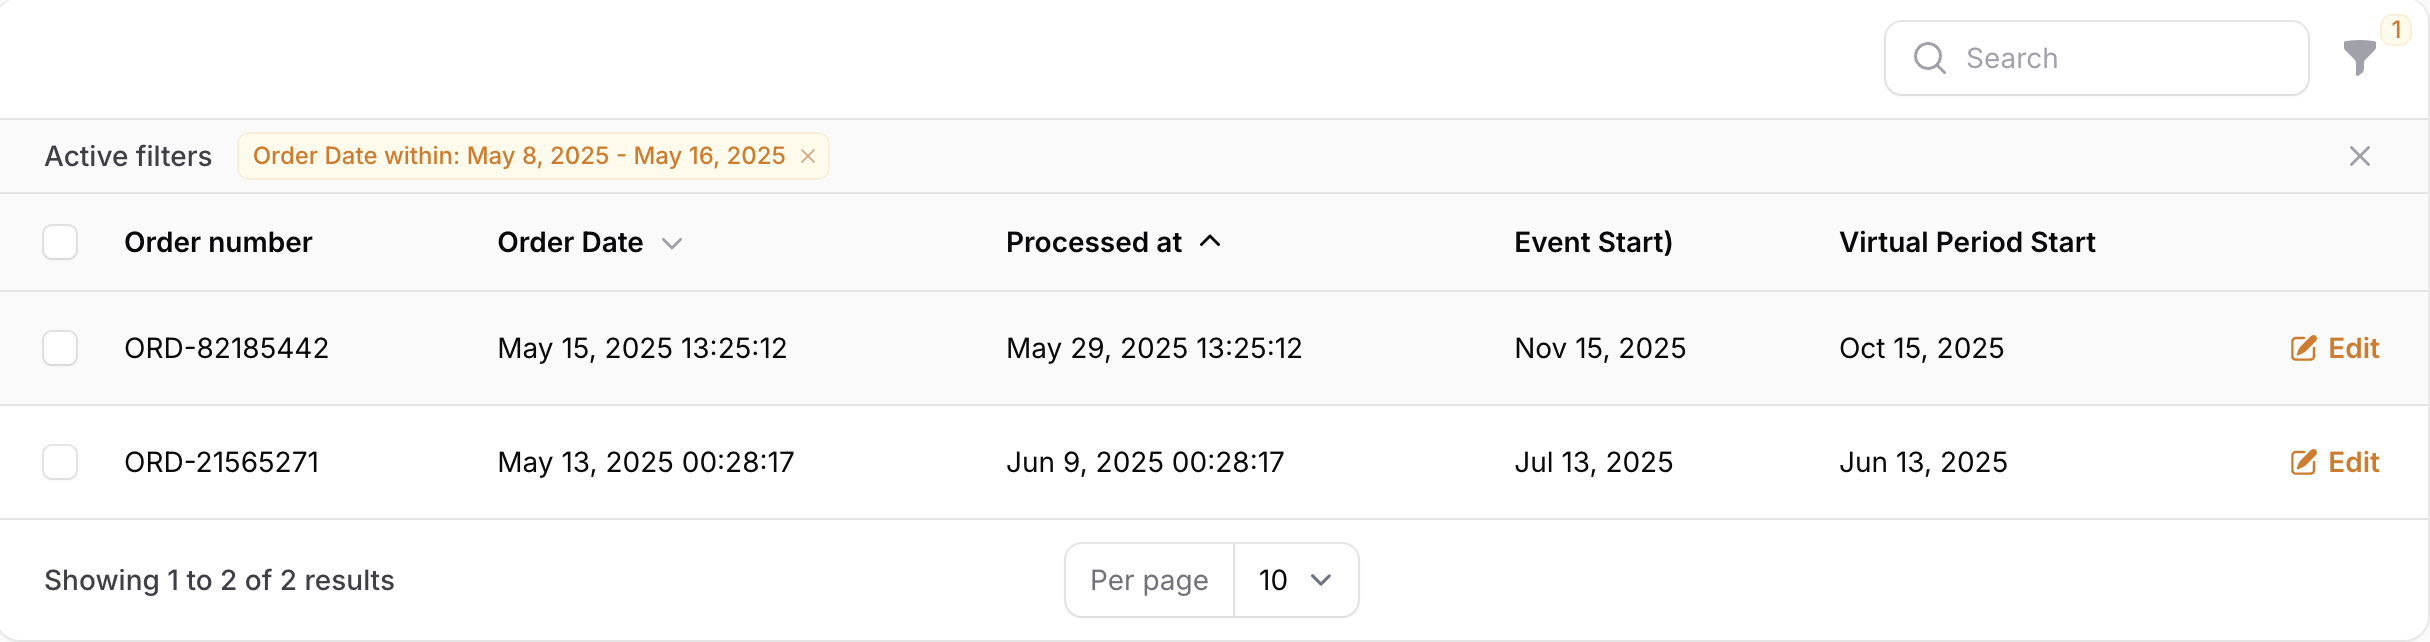 1
Search
Active filters Order Date within: May 8, 2025 - May 16, 2025
Order number Order Date Processed at Event Start) Virtual Period Start
ORD-82185442 May 15, 2025 13:25:12 May 29, 2025 13:25:12 Nov 15, 2025 Oct 15, 2025 Edit
ORD-21565271 May 13, 2025 00:28:17 Jun 9, 2025 00:28:17 Jul 13, 2025 Jun 13, 2025 Edit
Showing 1 to 2 of 2 results Per page 10